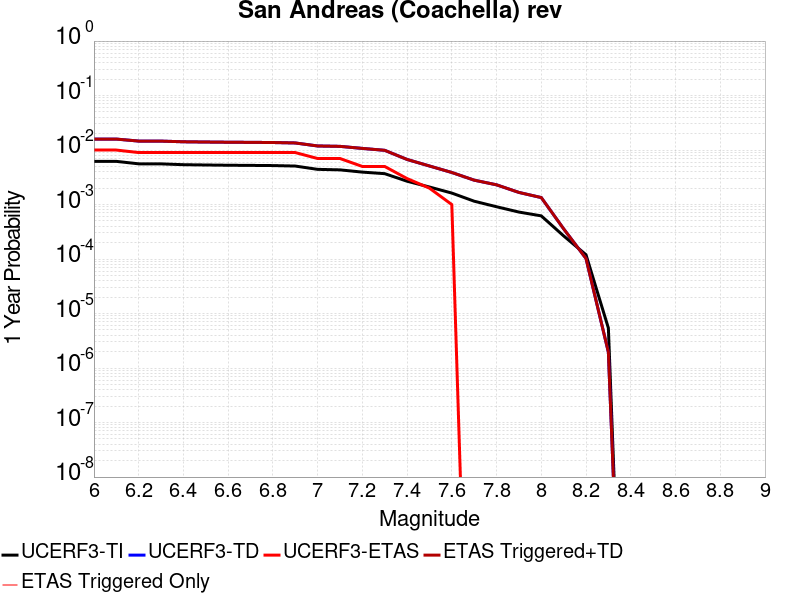 San Andreas (Coachella) rev
10^0
10^-1
10^-2
10^-3
10^-4
10^-5
10^-6
10^-7
10^-8
1 Year Probability
6 6.2 6.4 6.6 6.8 7 7.2 7.4 7.6 7.8 8 8.2 8.4 8.6 8.8 9
Magnitude
UCERF3-TI UCERF3-TD UCERF3-ETAS ETAS Triggered+TD
ETAS Triggered Only